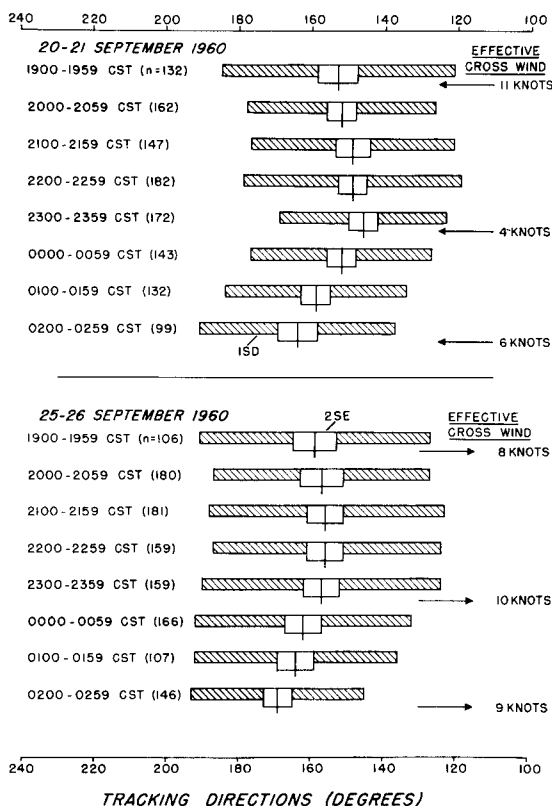 240 220 200 180 160 140 120 100
20-21 SEPTEMBER 1960
EFFECTIVE
CROSS WIND
1900-1959 CST (n=132)
11 KNOTS
2000-2059 CST (162)
2100-2159 CST (147)
2200-2259 CST (182)
2300-2359 CST (172)
4 KNOTS
0000-0059 CST (143)
0100-0159 CST (132)
0200-0259 CST (99)
1SD
6 KNOTS
25-26 SEPTEMBER 1960
2SE
EFFECTIVE
CROSS WIND
1900-1959 CST (n=106)
8 KNOTS
2000-2059 CST (180)
2100-2159 CST (181)
2200-2259 CST (159)
2300-2359 CST (159)
10 KNOTS
0000-0059 CST (166)
0100-0159 CST (107)
0200-0259 CST (146)
9 KNOTS
240 220 200 180 160 140 120 100
TRACKING DIRECTIONS (DEGREES)